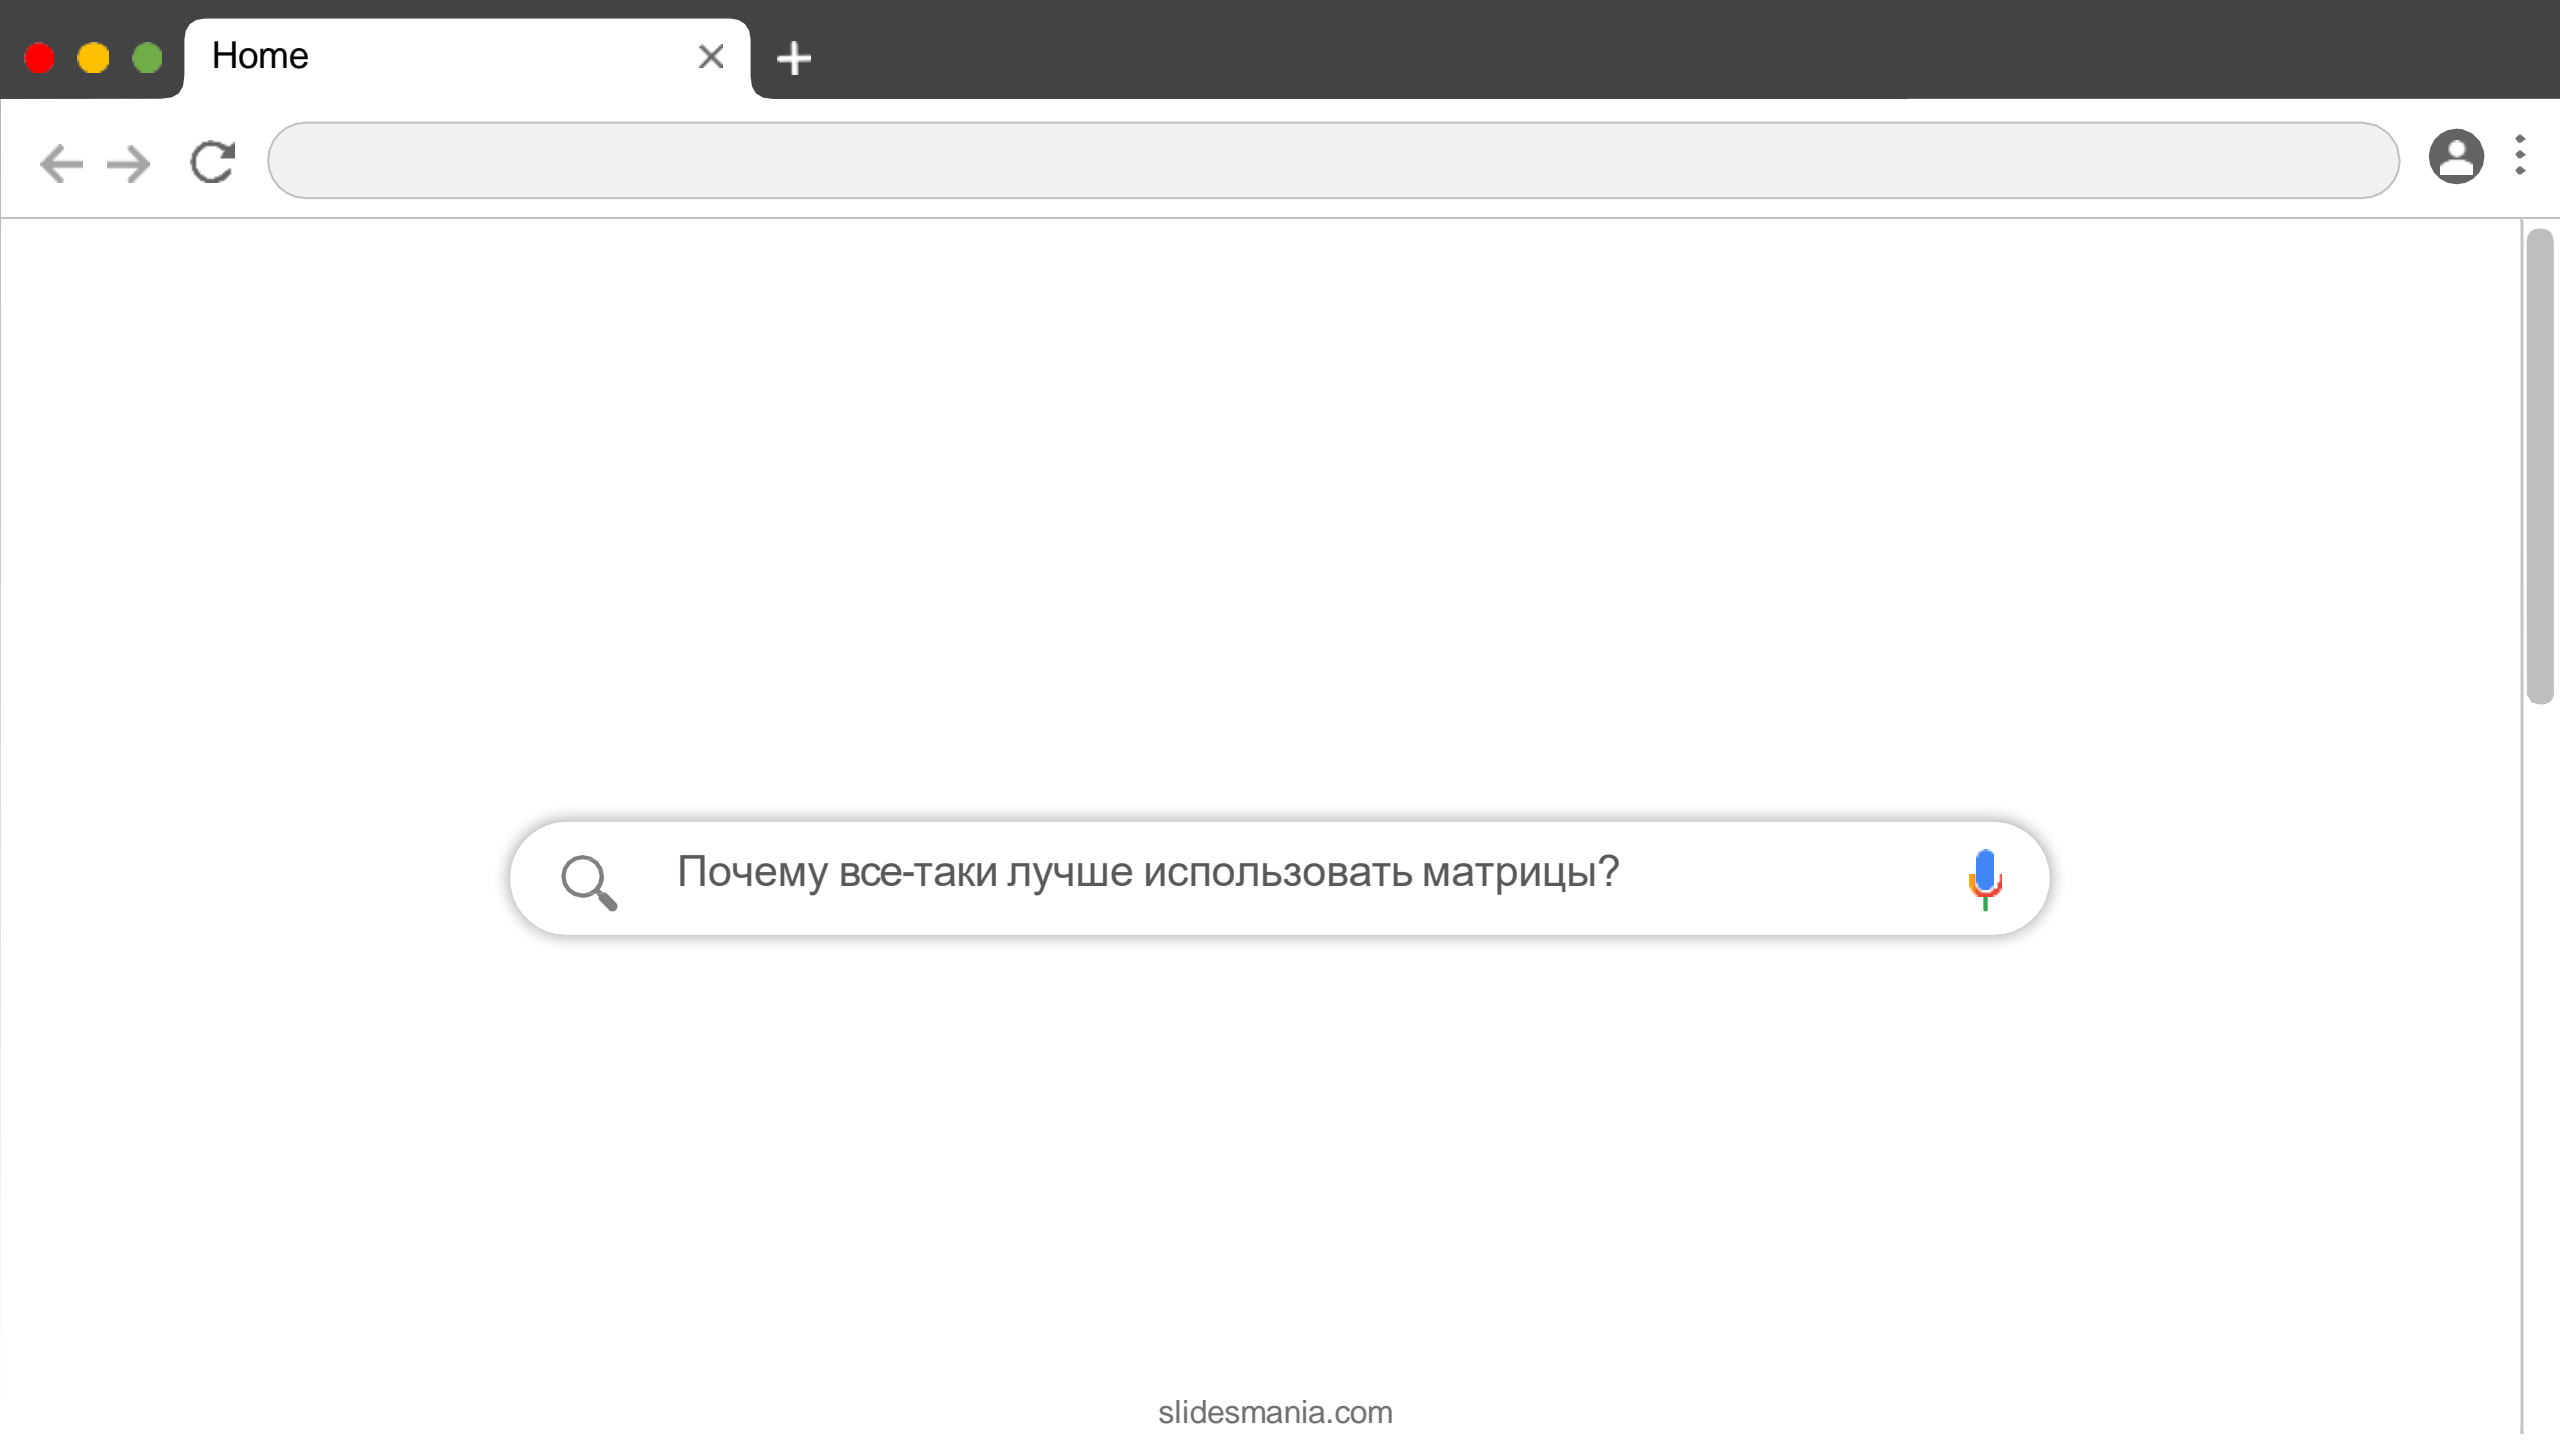 Home
Почему все-таки лучше использовать матрицы?
slidesmania.com